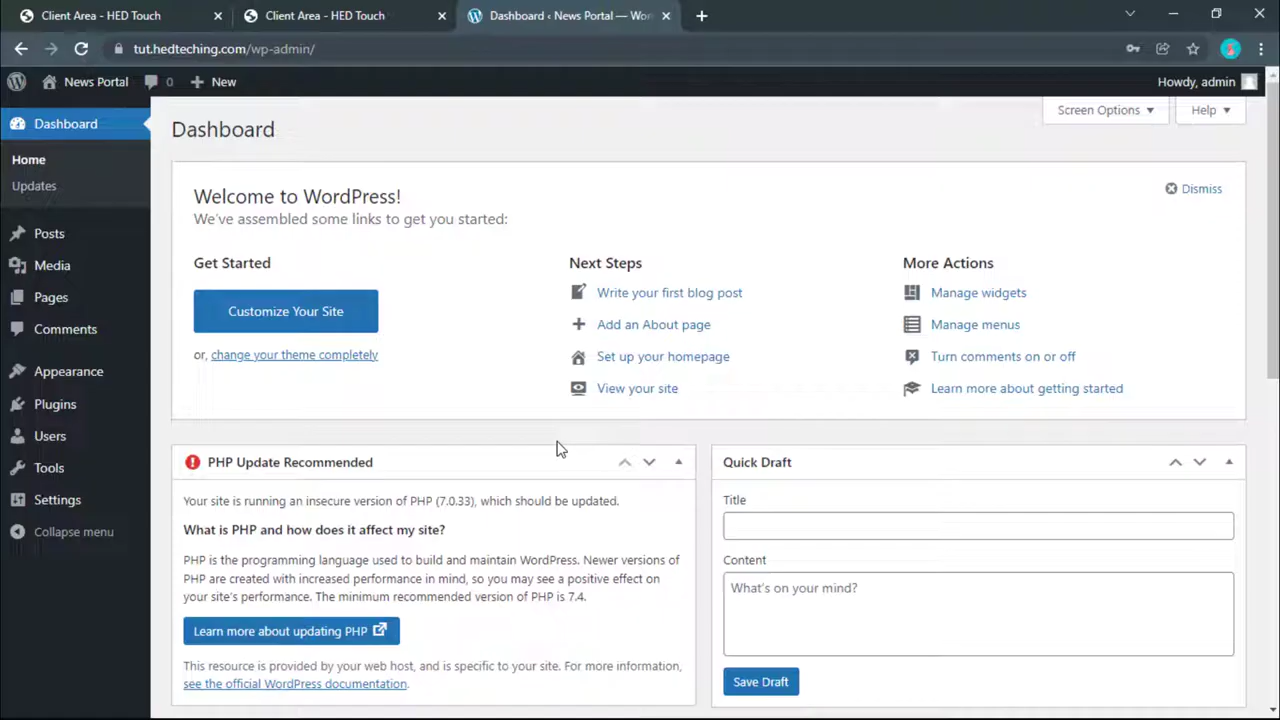 Client Area - HED Touch
Client Area - HED Touch
Dashboard ‹ News Portal — Wor
tut.hedteching.com/wp-admin/
News Portal
0
New
Howdy, admin
Dashboard
Home
Updates
Posts
Media
Pages
Comments
Appearance
Plugins
Users
Tools
Settings
Collapse menu
Screen Options
Help
Dashboard
Welcome to WordPress!
We've assembled some links to get you started:
Dismiss
Get Started
Customize Your Site
or, change your theme completely
Next Steps
Write your first blog post
Add an About page
Set up your homepage
View your site
More Actions
Manage widgets
Manage menus
Turn comments on or off
Learn more about getting started
PHP Update Recommended
Your site is running an insecure version of PHP (7.0.33), which should be updated.
What is PHP and how does it affect my site?
PHP is the programming language used to build and maintain WordPress. Newer versions of
PHP are created with increased performance in mind, so you may see a positive effect on
your site's performance. The minimum recommended version of PHP is 7.4.
Learn more about updating PHP
This resource is provided by your web host, and is specific to your site. For more information,
see the official WordPress documentation.
Quick Draft
Title
Content
What's on your mind?
Save Draft